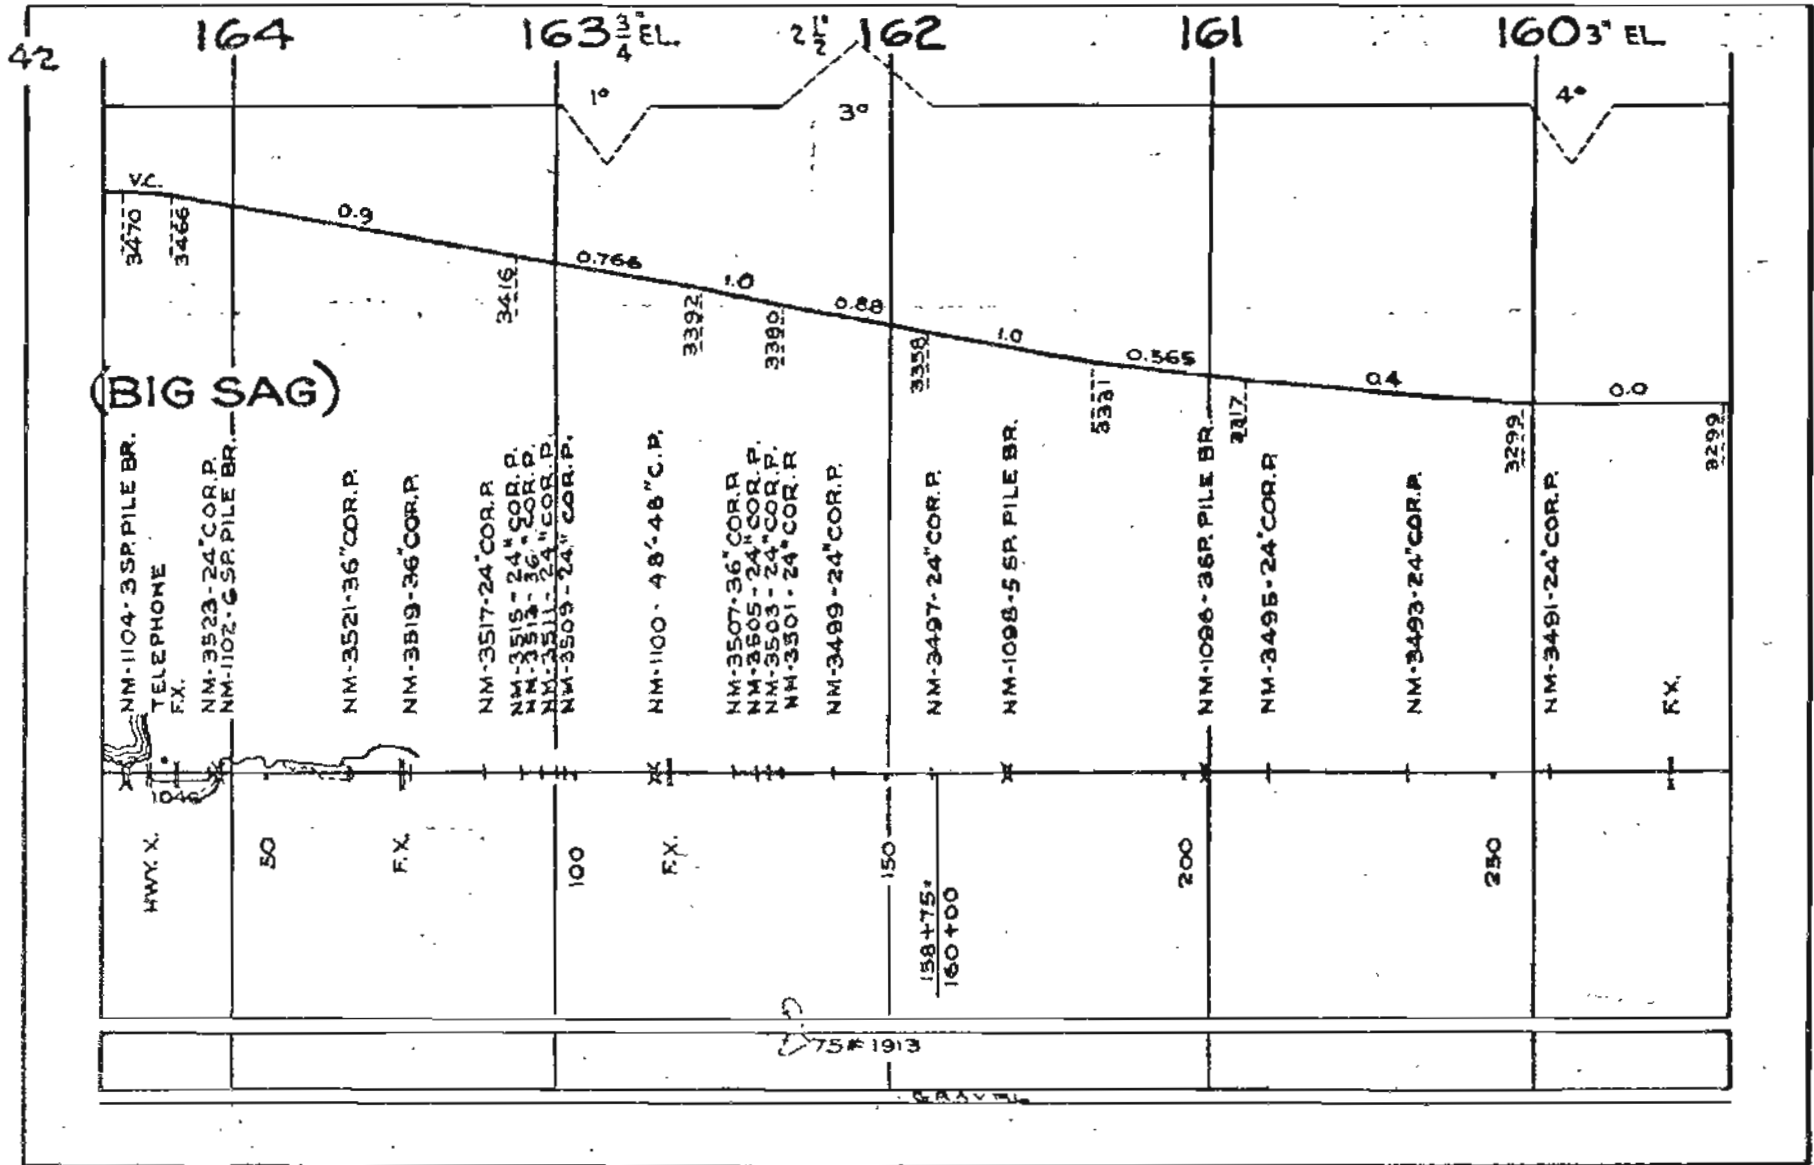 42
164
163 3/4" EL.
2 1/2"
162
161
160 3" EL.
1°
3°
4°
V.C.
0.9
0.766
1.0
0.88
1.0
0.565
0.4
0.0
3470
3466
3416
3392
3380
3358
3331
3317
3299
3299
(BIG SAG)
NM-1104-3 SP. PILE BR.
TELEPHONE
F.X.
NM-3523-24" COR.P.
NM-1102-6 SP. PILE BR.
NM-3521-36" COR.P.
NM-3519-36" COR.P.
NM-3517-24" COR.P.
NM-3515-24" COR.P.
NM-3513-36" COR.P.
NM-3511-24" COR.P.
NM-3509-24" COR.P.
NM-1100-48'-48" C.P.
NM-3507-36" COR.P.
NM-3505-24" COR.P.
NM-3503-24" COR.P.
NM-3501-24" COR.P.
NM-3499-24" COR.P.
NM-3497-24" COR.P.
NM-1098-5 SP. PILE BR.
NM-1096-3 SP. PILE BR.
NM-3495-24" COR.P.
NM-3493-24" COR.P.
NM-3491-24" COR.P.
F.X.
1046
HWY. X.
50
F.X.
100
F.X.
150
158+75
160+00
200
250
75# 1913
GRAVEL